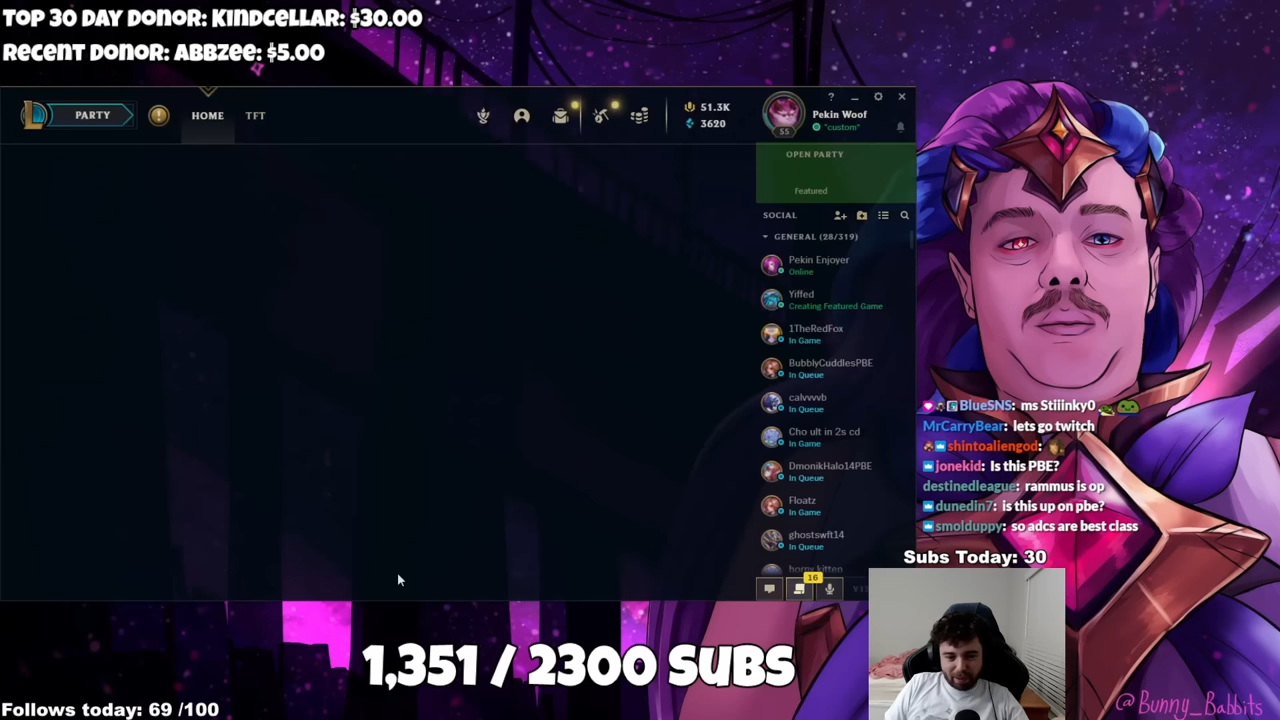 TOP 30 DAY DONOR: KINDCELLAR: $30.00
RECENT DONOR: ABBZEE: $5.00
PARTY
HOME
TFT
51.3K
3620
?
Pekin Woof
"custom"
55
OPEN PARTY
Featured
SOCIAL
GENERAL (28/319)
Pekin Enjoyer
Online
Yiffed
Creating Featured Game
1TheRedFox
In Game
BubblyCuddlesPBE
In Queue
calvvvvb
In Queue
Cho ult in 2s cd
In Game
DmonikHalo14PBE
In Queue
Floatz
In Game
ghostswft14
In Queue
horny kitten
16
BlueSNS: ms Stiiinky0
MrCarryBear: lets go twitch
shintoaliengod:
jonekid: Is this PBE?
destinedleague: rammus is op
dunedin7: is this up on pbe?
smolduppy: so adcs are best class
Subs Today: 30
1,351 / 2300 SUBS
Follows today: 69 /100
@Bunny_Babbits